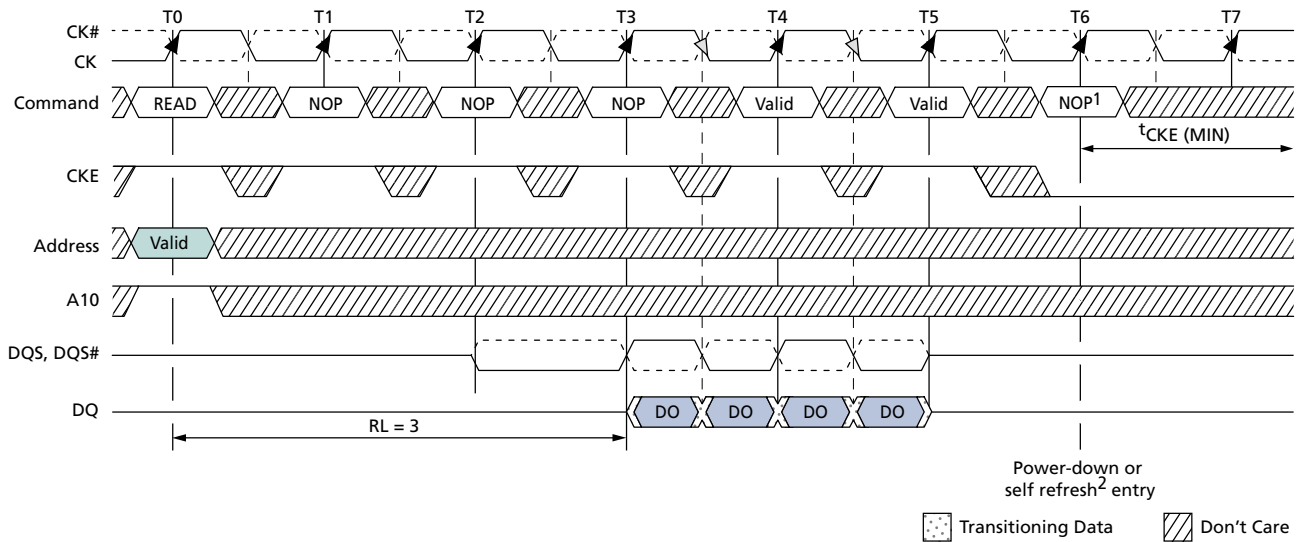 T0 T1 T2 T3 T4 T5 T6 T7
CK#
CK
Command READ NOP NOP NOP Valid Valid NOP1
tCKE (MIN)
CKE
Address Valid
A10
DQS, DQS#
DQ DO DO DO DO
RL = 3
Power-down or
self refresh2 entry
Transitioning Data Don't Care